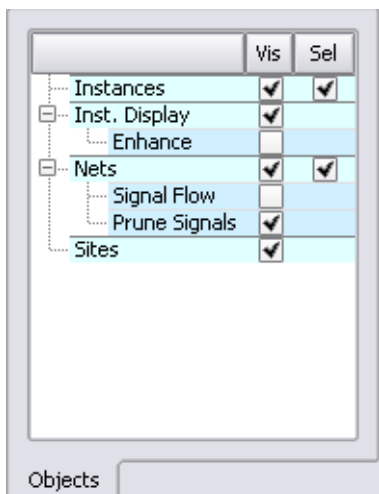 Vis Sel
Instances
Inst. Display
Enhance
Nets
Signal Flow
Prune Signals
Sites
Objects